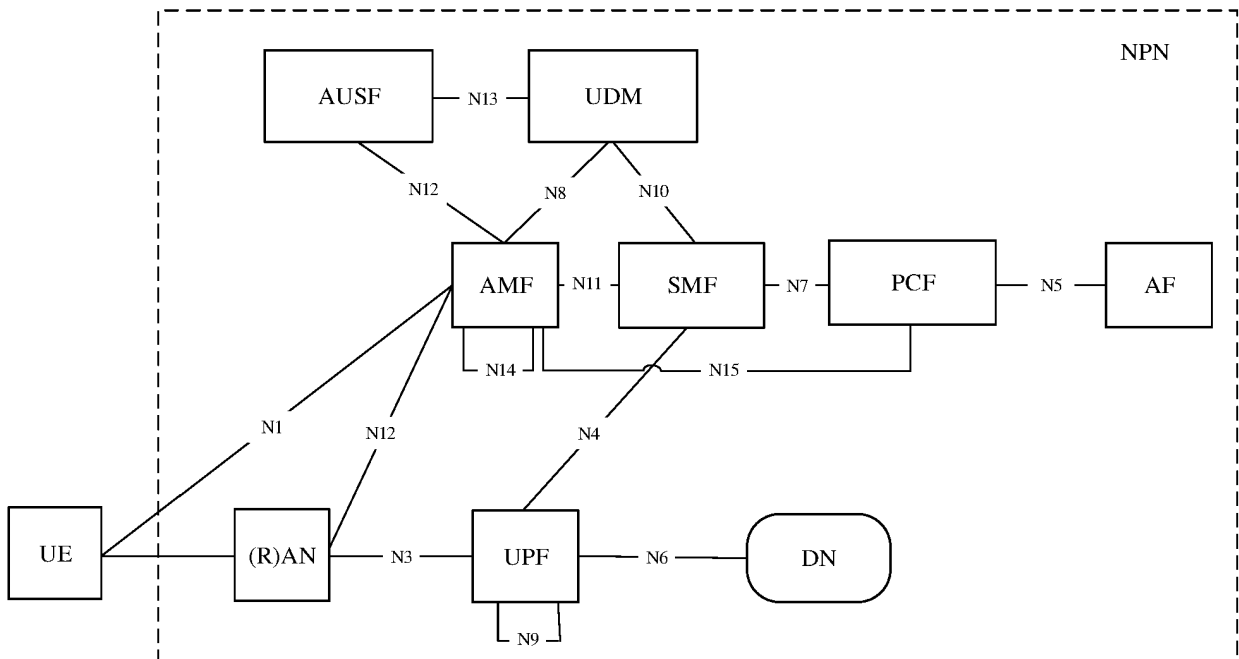 NPN
AUSF
N13
UDM
N12
N8
N10
AMF
N11
SMF
N7
PCF
N5
AF
N14
N15
N1
N12
N4
UE
(R)AN
N3
UPF
N6
DN
N9